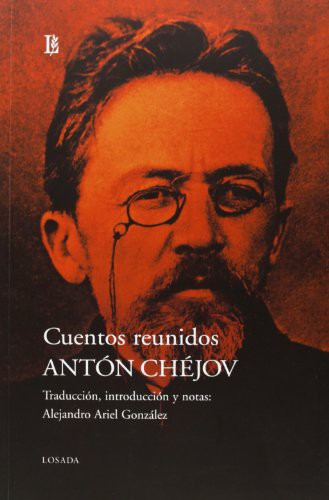 Cuentos reunidos
ANTÓN CHÉJOV
Traducción, introducción y notas:
Alejandro Ariel González
LOSADA